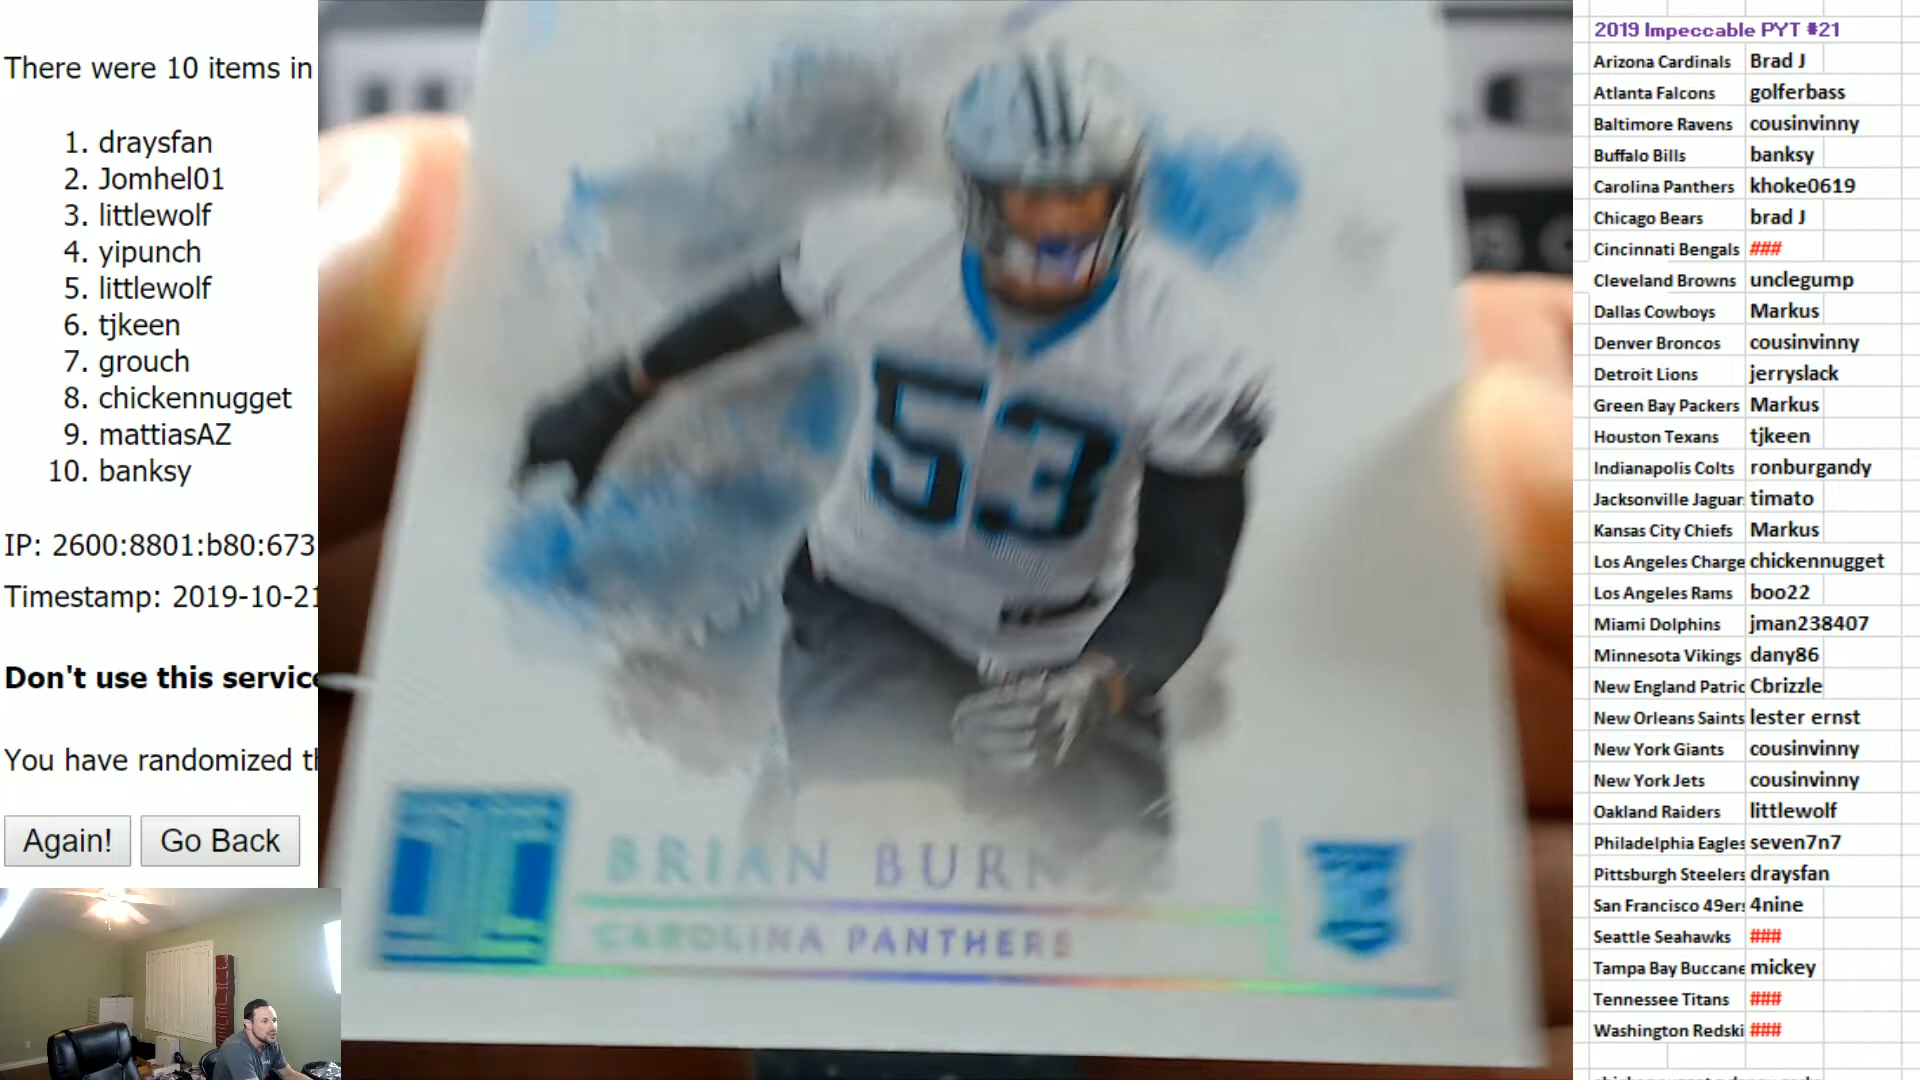 There were 10 items in
1. draysfan
2. Jomhel01
3. littlewolf
4. yipunch
5. littlewolf
6. tjkeen
7. grouch
8. chickennugget
9. mattiasAZ
10. banksy
IP: 2600:8801:b80:673
Timestamp: 2019-10-21
Don't use this service
You have randomized th
Again! Go Back
53
BRIAN BURN
CAROLINA PANTHERS
2019 Impeccable PYT #21
Arizona Cardinals Brad J
Atlanta Falcons golferbass
Baltimore Ravens cousinvinny
Buffalo Bills banksy
Carolina Panthers khoke0619
Chicago Bears brad J
Cincinnati Bengals ###
Cleveland Browns unclegump
Dallas Cowboys Markus
Denver Broncos cousinvinny
Detroit Lions jerryslack
Green Bay Packers Markus
Houston Texans tjkeen
Indianapolis Colts ronburgandy
Jacksonville Jaguar timato
Kansas City Chiefs Markus
Los Angeles Charge chickennugget
Los Angeles Rams boo22
Miami Dolphins jman238407
Minnesota Vikings dany86
New England Patric Cbrizzle
New Orleans Saints lester ernst
New York Giants cousinvinny
New York Jets cousinvinny
Oakland Raiders littlewolf
Philadelphia Eagles seven7n7
Pittsburgh Steelers draysfan
San Francisco 49ers 4nine
Seattle Seahawks ###
Tampa Bay Buccane mickey
Tennessee Titans ###
Washington Redski ###